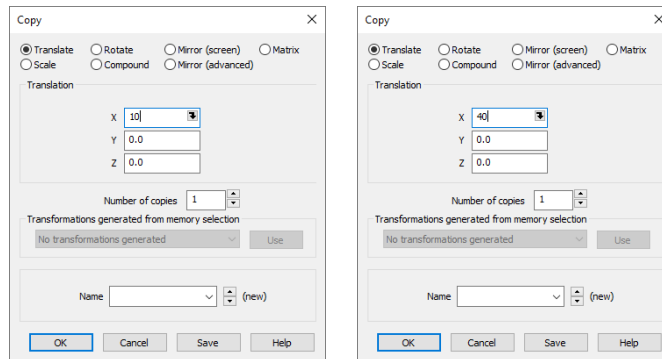 Copy
Translate Rotate Mirror (screen) Matrix
Scale Compound Mirror (advanced)
Translation
X 10
Y 0.0
Z 0.0
Number of copies 1
Transformations generated from memory selection
No transformations generated Use
Name (new)
OK Cancel Save Help
Copy
Translate Rotate Mirror (screen) Matrix
Scale Compound Mirror (advanced)
Translation
X 40
Y 0.0
Z 0.0
Number of copies 1
Transformations generated from memory selection
No transformations generated Use
Name (new)
OK Cancel Save Help